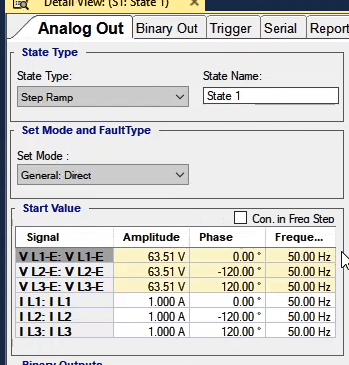 Detail View: (S1: State 1)
Analog Out Binary Out Trigger Serial Report
State Type
State Type: State Name:
Step Ramp State 1
Set Mode and FaultType
Set Mode :
General: Direct
Start Value
Con. in Freq Step
Signal Amplitude Phase Freque...
V L1-E: V L1-E 63.51 V 0.00 ° 50.00 Hz
V L2-E: V L2-E 63.51 V -120.00 ° 50.00 Hz
V L3-E: V L3-E 63.51 V 120.00 ° 50.00 Hz
I L1: I L1 1.000 A 0.00 ° 50.00 Hz
I L2: I L2 1.000 A -120.00 ° 50.00 Hz
I L3: I L3 1.000 A 120.00 ° 50.00 Hz
Binary Outputs